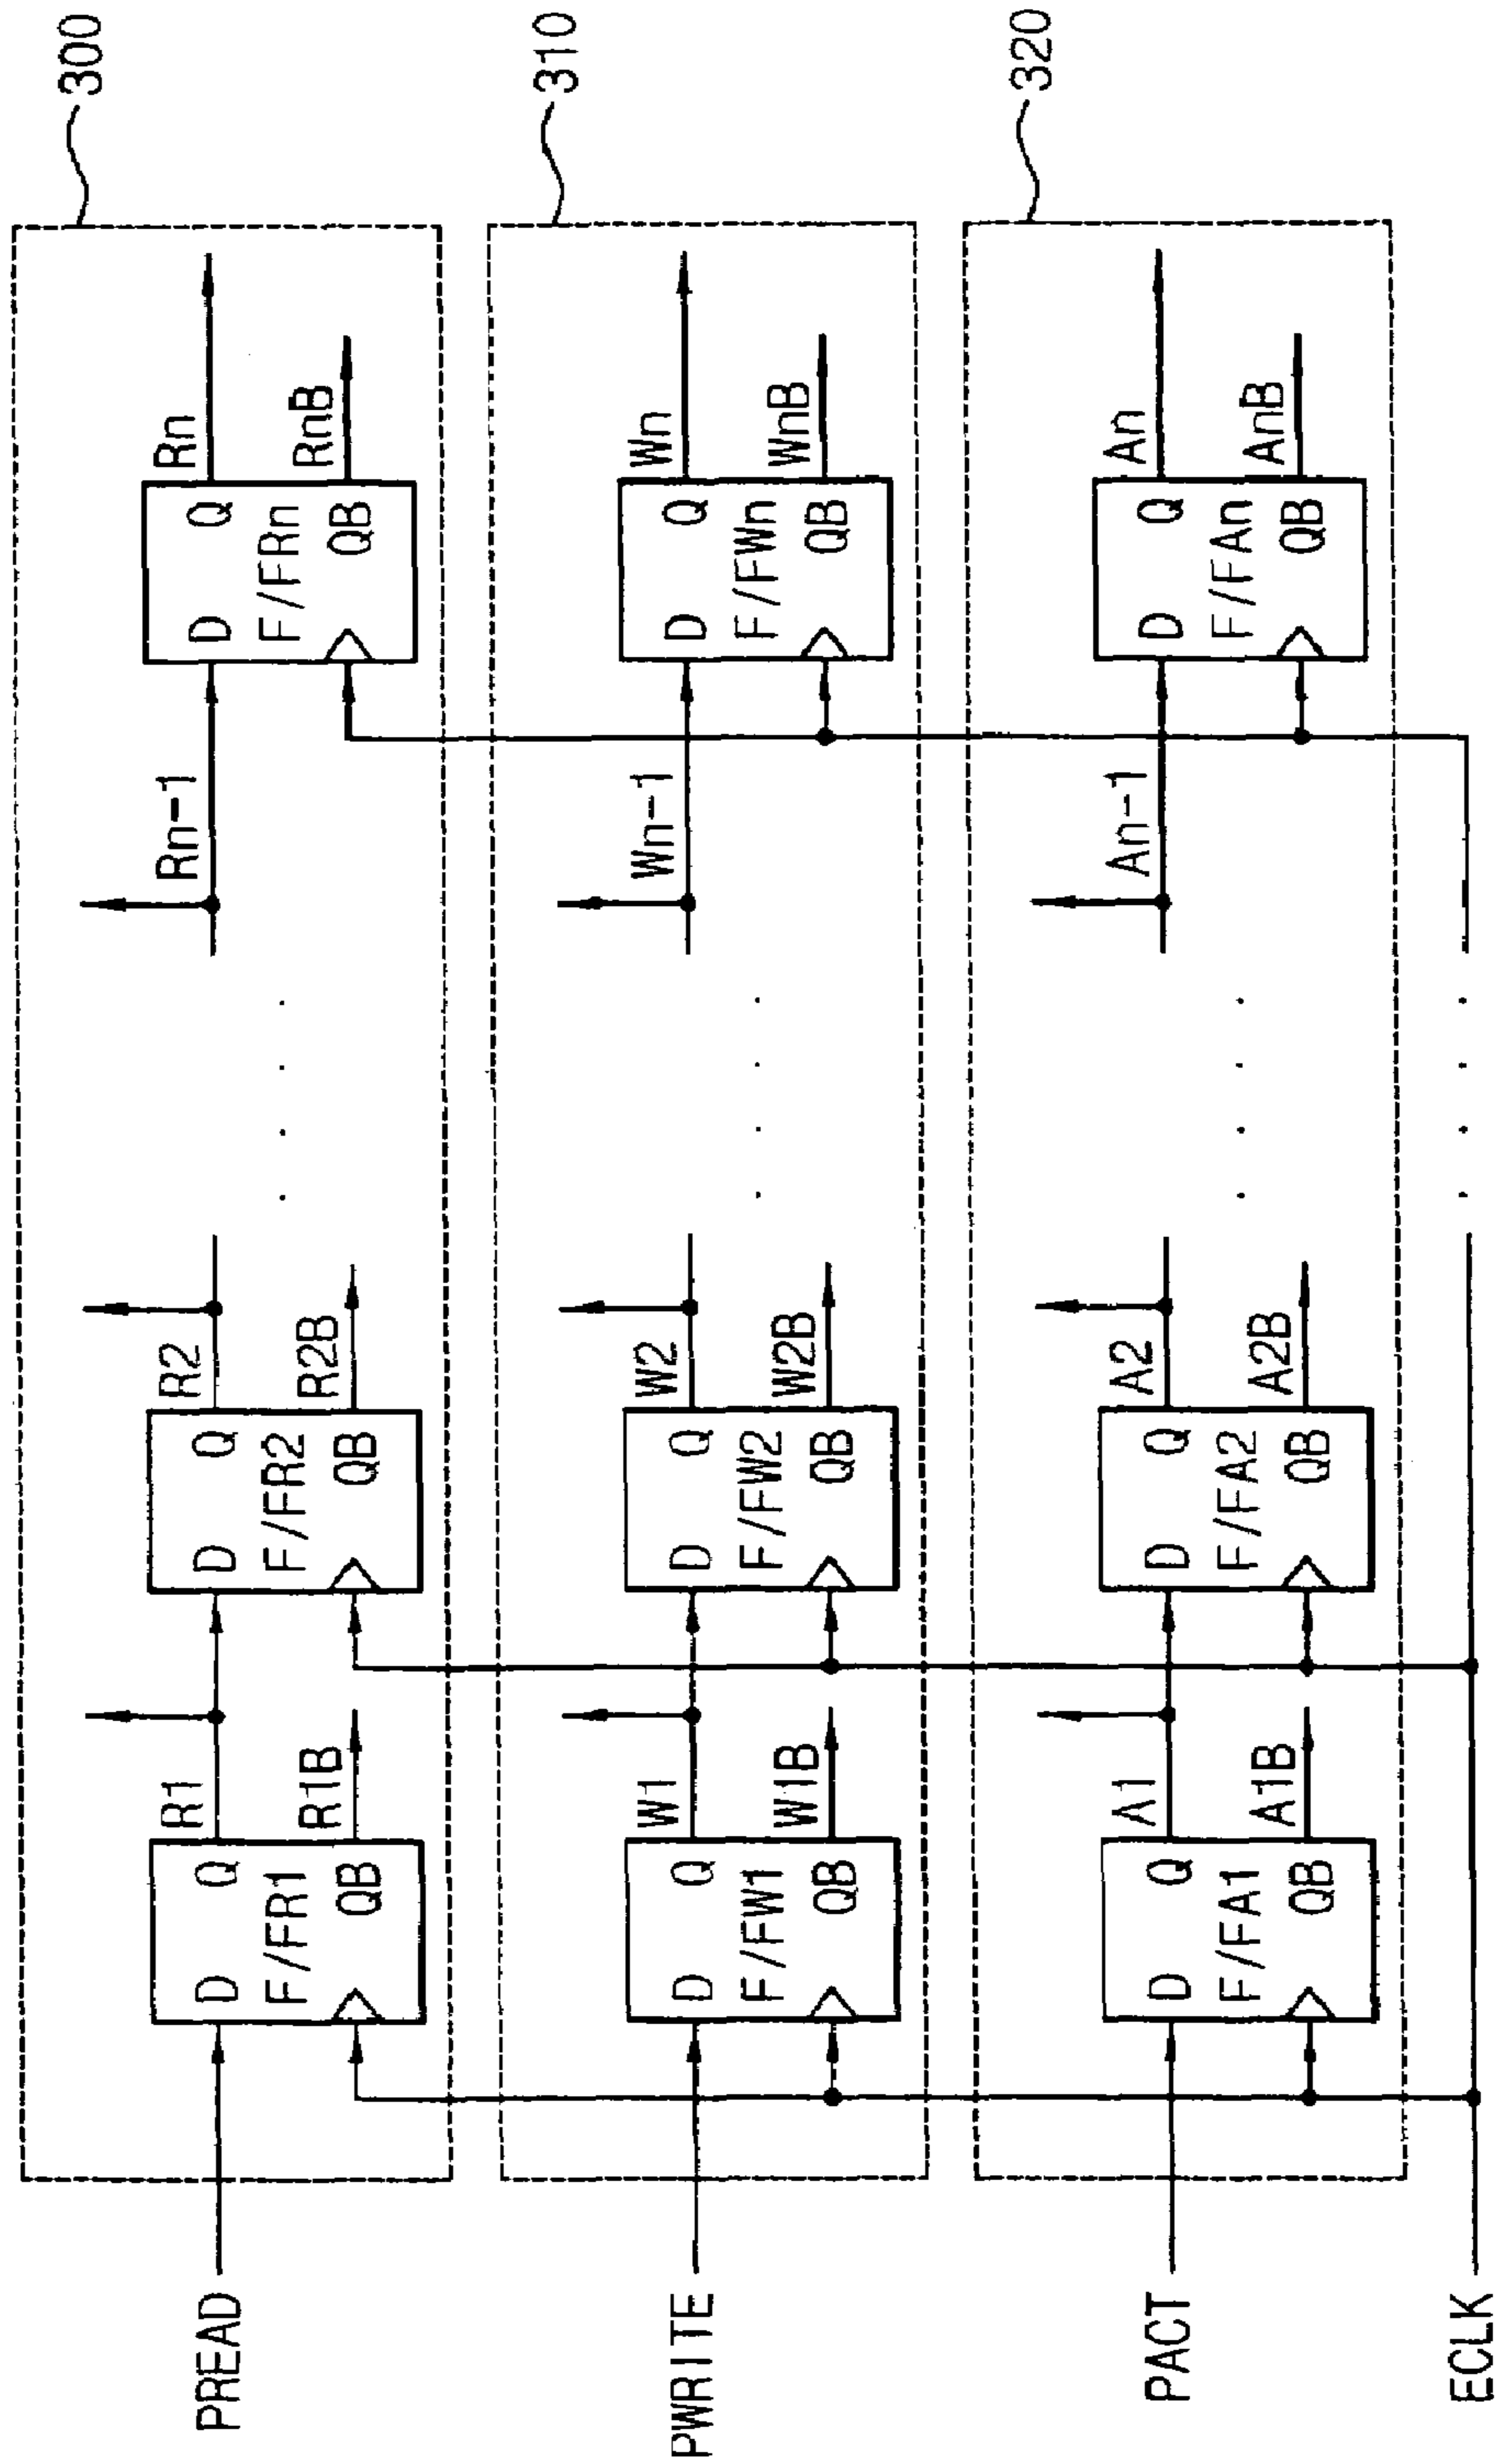 300
Rn-1
D
Q
F/FRn
QB
Rn
RnB
R1
R1B
R2
R2B
PREAD
D
Q
F/FR1
QB
D
Q
F/FR2
QB
310
Wn-1
D
Q
F/FWn
QB
Wn
WnB
W1
W1B
W2
W2B
PWRITE
D
Q
F/FW1
QB
D
Q
F/FW2
QB
320
An-1
D
Q
F/FAn
QB
An
AnB
A1
A1B
A2
A2B
PACT
D
Q
F/FA1
QB
D
Q
F/FA2
QB
ECLK